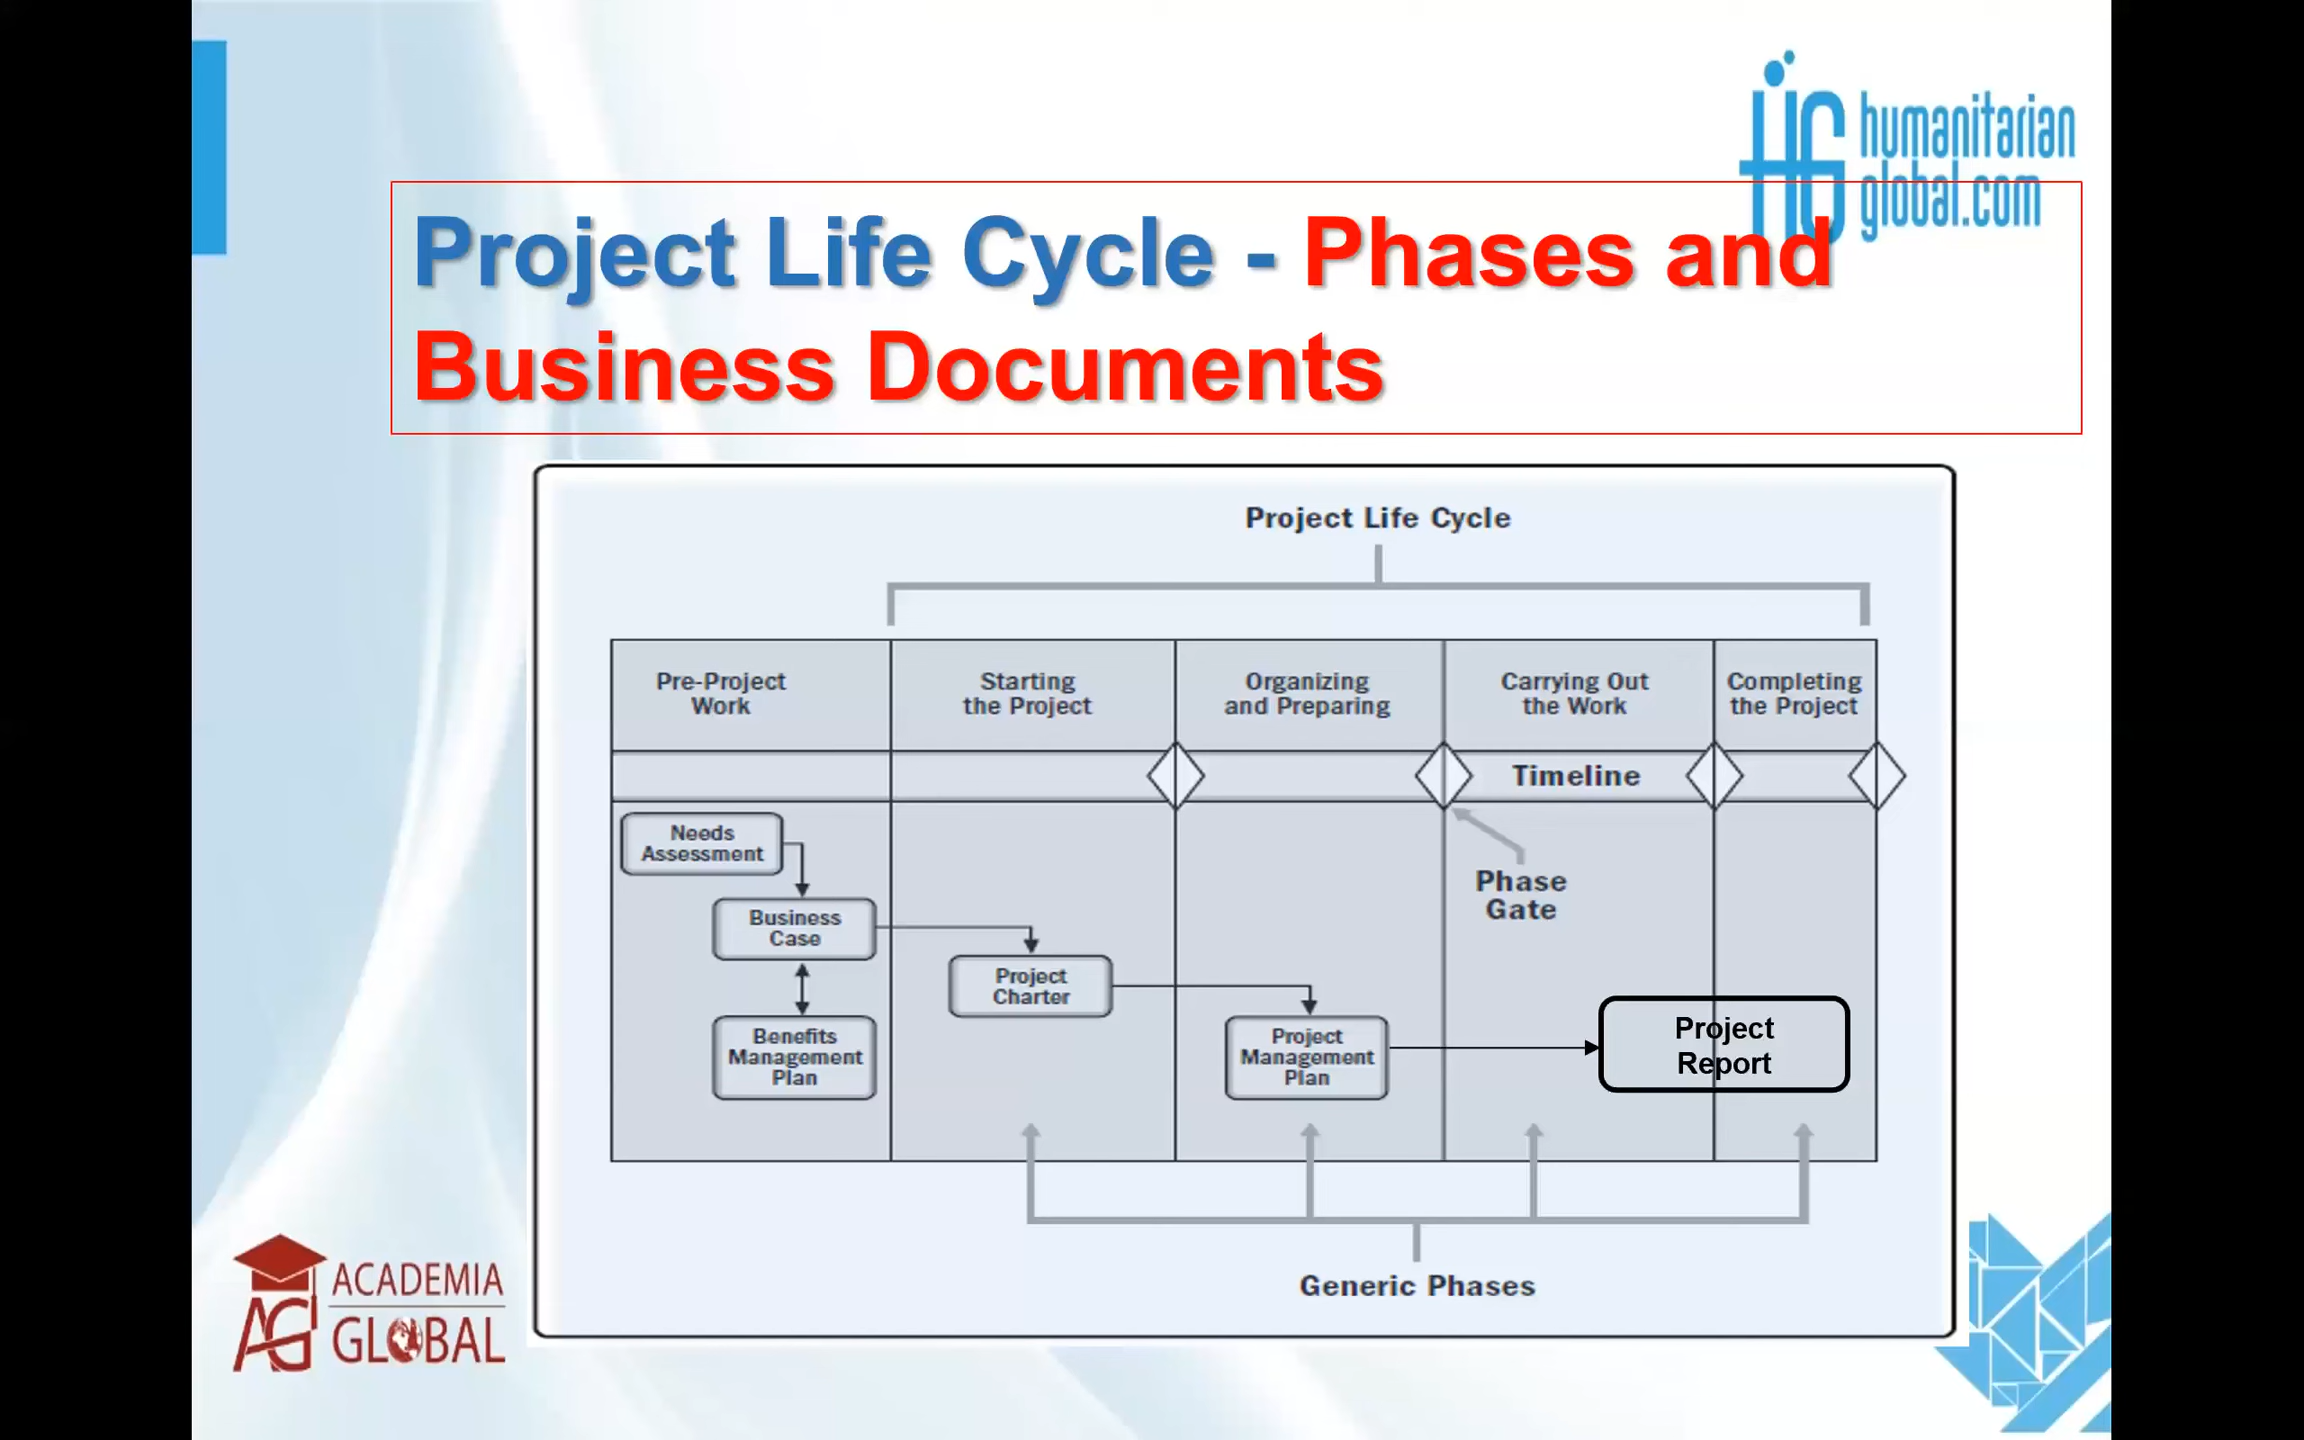 humanitarian
global.com
Project Life Cycle - Phases and
Business Documents
Project Life Cycle
Pre-Project
Work
Starting
the Project
Organizing
and Preparing
Carrying Out
the Work
Completing
the Project
Timeline
Needs
Assessment
Phase
Gate
Business
Case
Project
Charter
Benefits
Management
Plan
Project
Management
Plan
Project
Report
Generic Phases
AG
ACADEMIA
GLOBAL